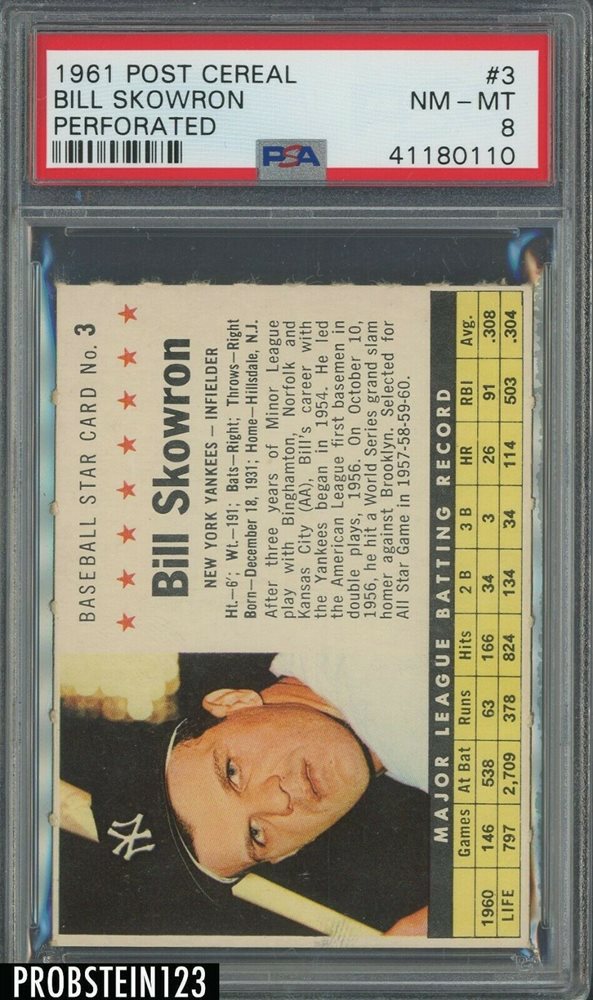 1961 POST CEREAL #3
BILL SKOWRON NM - MT
PERFORATED 8
PSA 41180110
BASEBALL STAR CARD No. 3
Bill Skowron
NEW YORK YANKEES — INFIELDER
Ht.—6'; Wt.—191; Bats—Right; Throws—Right
Born—December 18, 1931; Home—Hillsdale, N.J.
After three years of Minor League
play with Binghamton, Norfolk and
Kansas City (AA), Bill's career with
the Yankees began in 1954. He led
the American League first basemen in
double plays, 1956. On October 10,
1956, he hit a World Series grand slam
homer against Brooklyn. Selected for
All Star Game in 1957-58-59-60.
NY
MAJOR LEAGUE BATTING RECORD
Games At Bat Runs Hits 2 B 3 B HR RBI Avg.
1960 146 538 63 166 34 3 26 91 .308
LIFE 797 2,709 378 824 134 34 114 503 .304
PROBSTEIN123